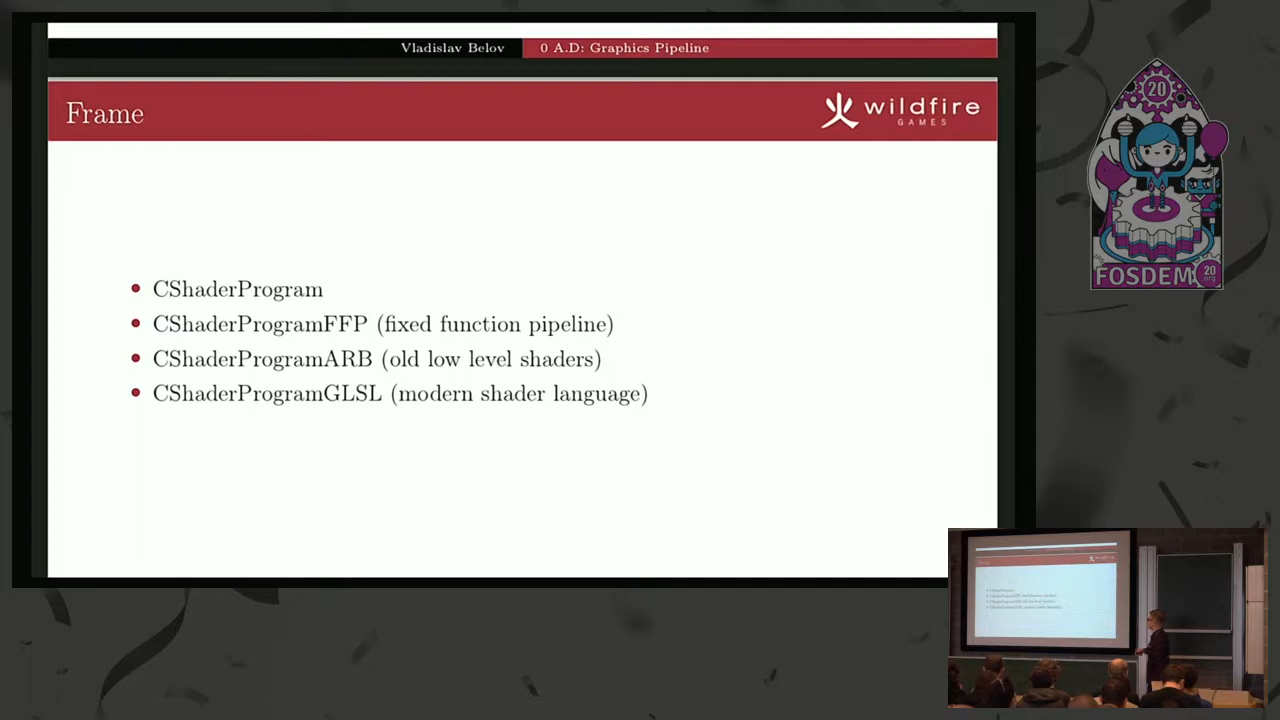 Vladislav Belov
0 A.D: Graphics Pipeline
Frame
wildfire
GAMES
CShaderProgram
CShaderProgramFFP (fixed function pipeline)
CShaderProgramARB (old low level shaders)
CShaderProgramGLSL (modern shader language)
20
FOSDEM
20
.org